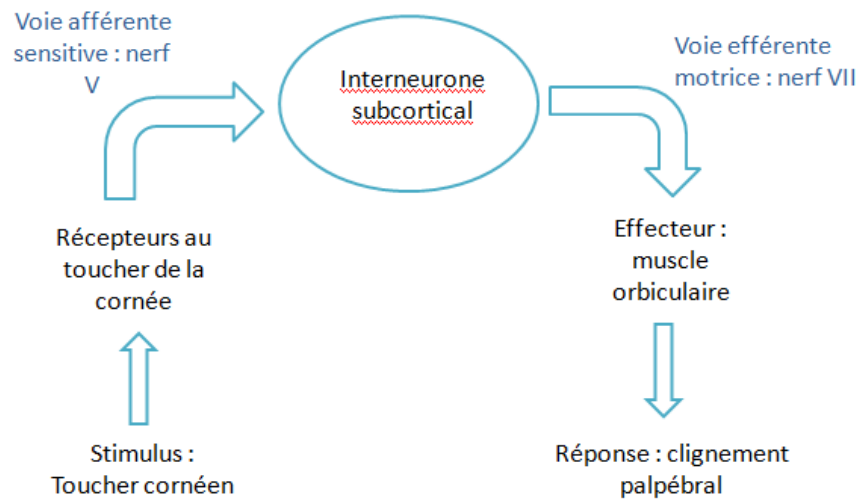 Voie afférente
sensitive : nerf
V
Interneurone
subcortical
Voie efférente
motrice : nerf VII
Récepteurs au
toucher de la
cornée
Effecteur :
muscle
orbiculaire
Stimulus :
Toucher cornéen
Réponse : clignement
palpébral